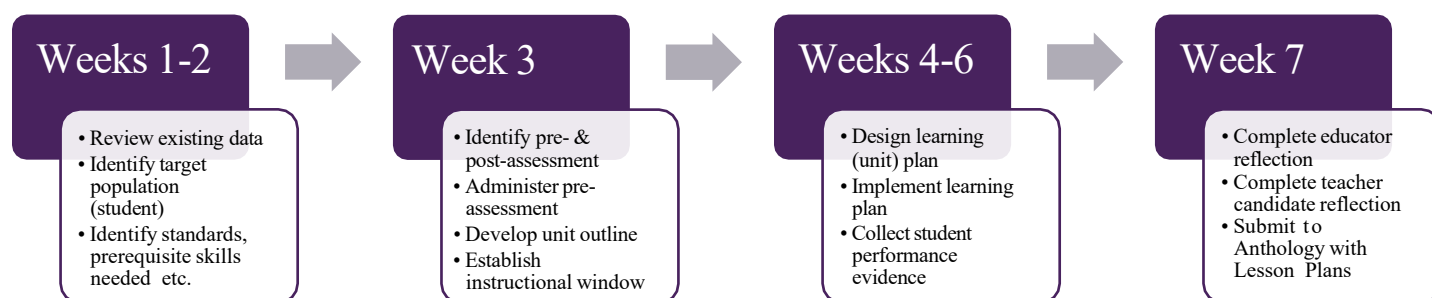 Weeks 1-2
• Review existing data
• Identify target
population
(student)
• Identify standards,
prerequisite skills
needed etc.
Week 3
• Identify pre- &
post-assessment
• Administer pre-
assessment
• Develop unit outline
• Establish
instructional window
Weeks 4-6
• Design learning
(unit) plan
• Implement learning
plan
• Collect student
performance
evidence
Week 7
• Complete educator
reflection
• Complete teacher
candidate reflection
• Submit to
Anthology with
Lesson Plans